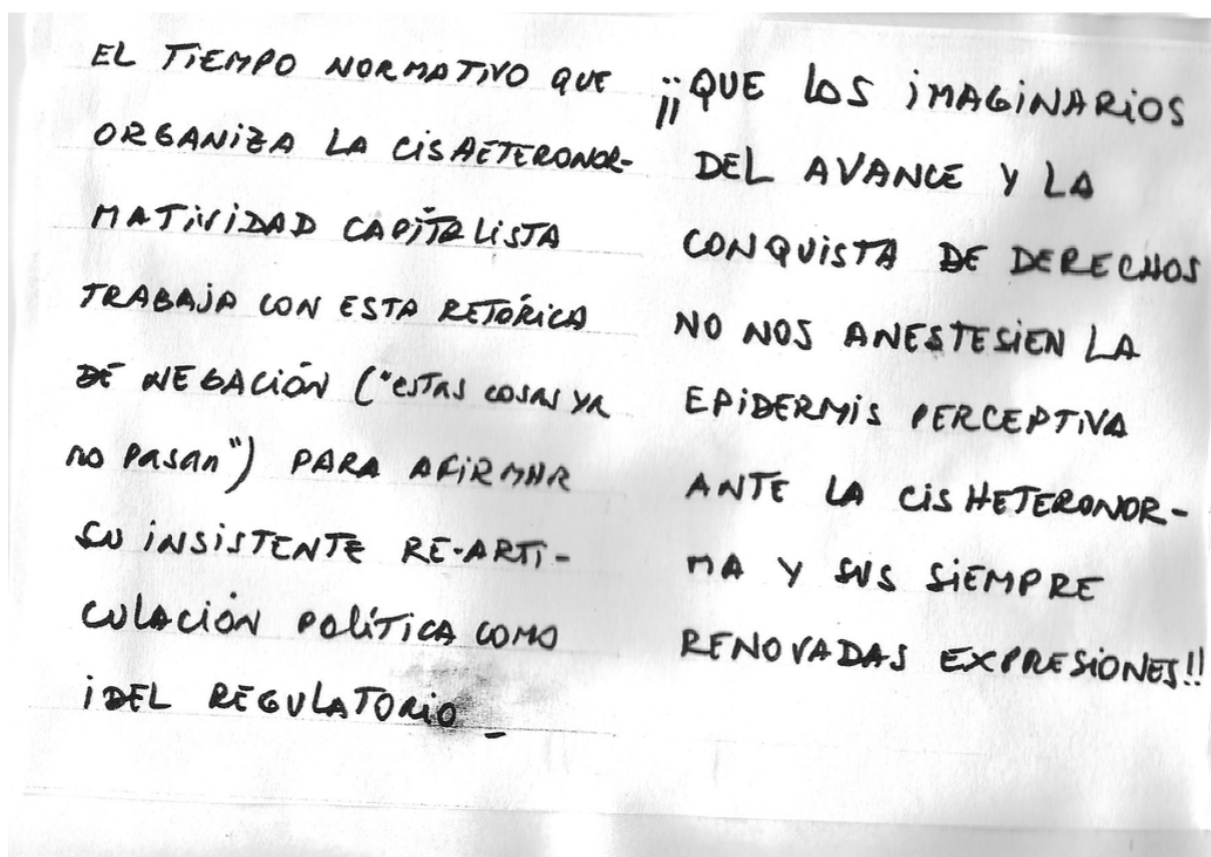 EL TIEMPO NORMATIVO QUE
ORGANIZA LA CISHETERONOR-
MATIVIDAD CAPITALISTA
TRABAJA CON ESTA RETÓRICA
DE NEGACIÓN ("ESTAS COSAS YA
NO PASAN") PARA AFIRMAR
SU INSISTENTE RE-ARTI-
CULACIÓN POLÍTICA COMO
IDEL REGULATORIO
¡¡QUE LOS IMAGINARIOS
DEL AVANCE Y LA
CONQUISTA DE DERECHOS
NO NOS ANESTESIEN LA
EPIDERMIS PERCEPTIVA
ANTE LA CISHETERONOR-
MA Y SUS SIEMPRE
RENOVADAS EXPRESIONES!!